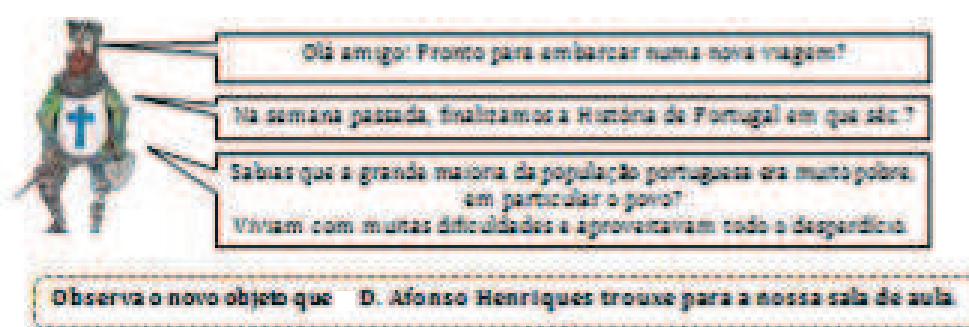 Olá amigo! Pronto para embarcar numa nova viagem?
Na semana passada, finalizamos a História de Portugal em que séc.?
Sabias que a grande maioria da população portuguesa era muito pobre,
em particular o povo?
Viviam com muitas dificuldades e aproveitavam todo o desperdício.
Observa o novo objeto que D. Afonso Henriques trouxe para a nossa sala de aula.